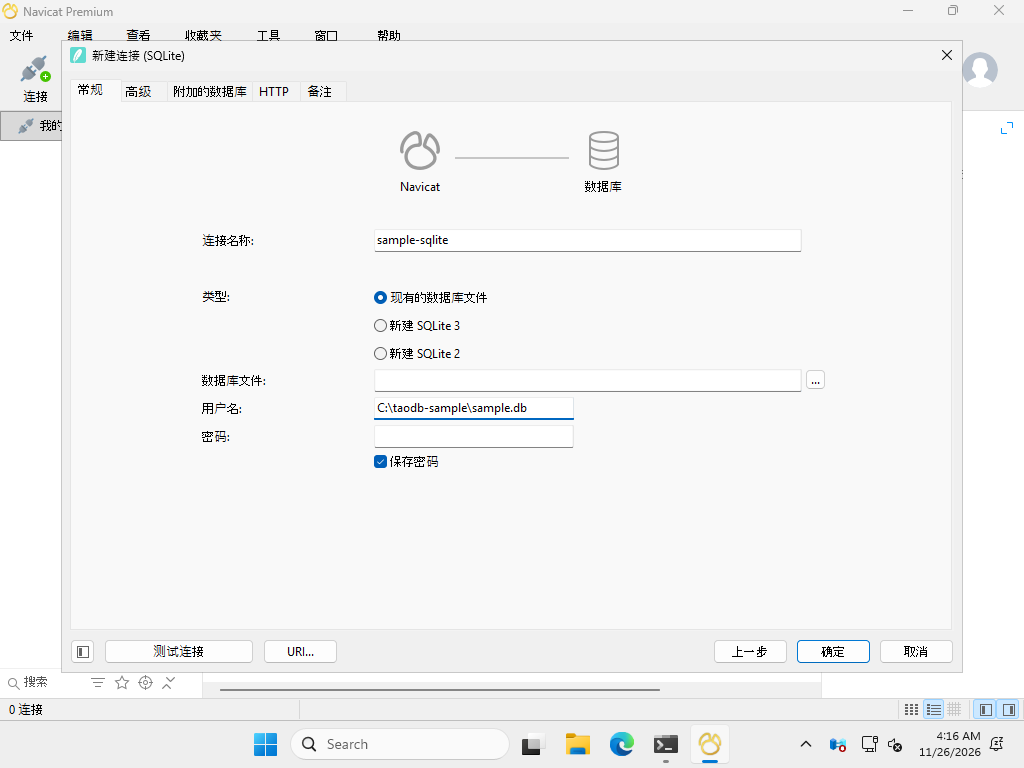 Navicat Premium
文件 编辑 查看 收藏夹 工具 窗口 帮助
新建连接 (SQLite)
连接
我的
常规 高级 附加的数据库 HTTP 备注
Navicat 数据库
连接名称: sample-sqlite
类型: 现有的数据库文件
新建 SQLite 3
新建 SQLite 2
数据库文件: ...
用户名: C:\taodb-sample\sample.db
密码:
保存密码
测试连接 URI... 上一步 确定 取消
搜索
0 连接
Search
4:16 AM
11/26/2026